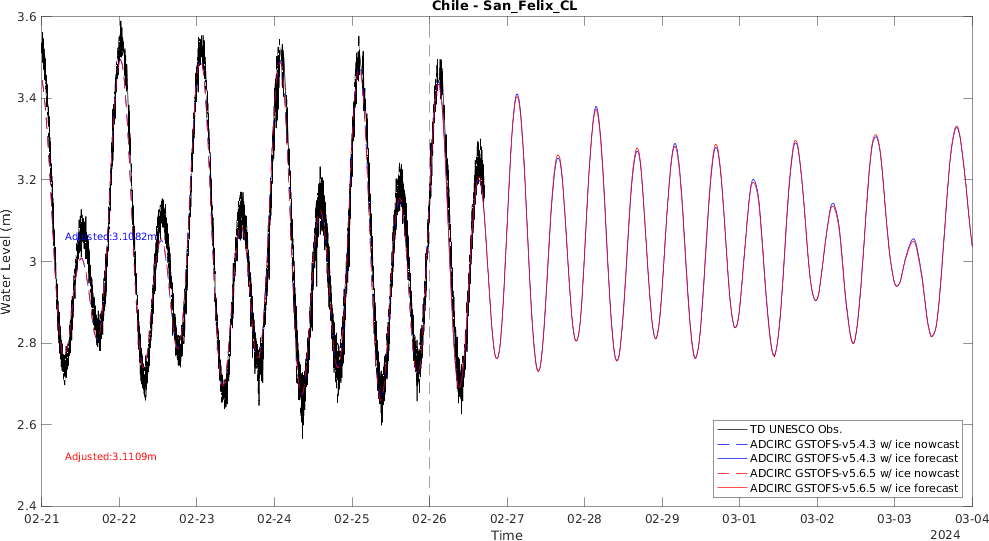 Chile - San_Felix_CL
3.6
3.4
3.2
3
2.8
2.6
2.4
Water Level (m)
Adjusted:3.1082m
Adjusted:3.1109m
TD UNESCO Obs.
ADCIRC GSTOFS-v5.4.3 w/ ice nowcast
ADCIRC GSTOFS-v5.4.3 w/ ice forecast
ADCIRC GSTOFS-v5.6.5 w/ ice nowcast
ADCIRC GSTOFS-v5.6.5 w/ ice forecast
02-21 02-22 02-23 02-24 02-25 02-26 02-27 02-28 02-29 03-01 03-02 03-03 03-04
Time
2024